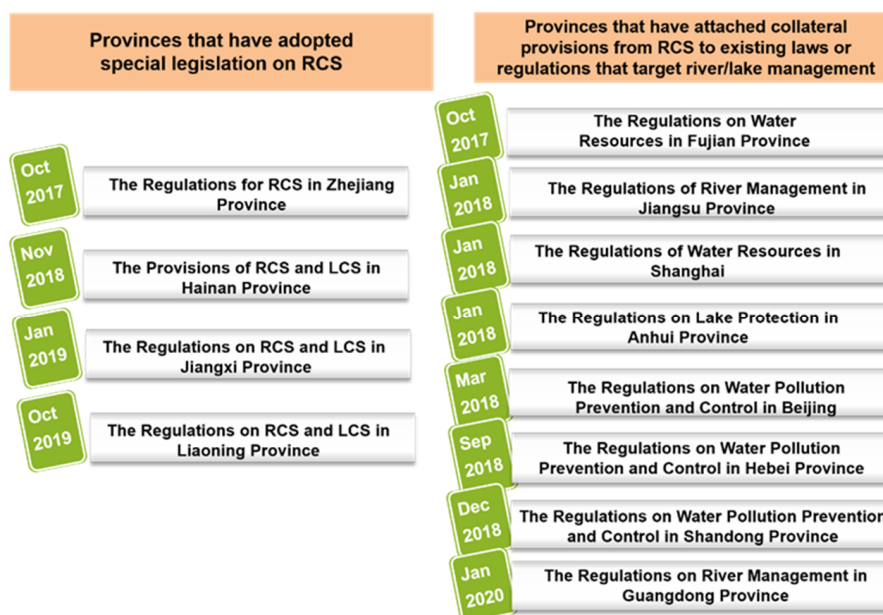 Provinces that have adopted
special legislation on RCS
Oct
2017
The Regulations for RCS in Zhejiang
Province
Nov
2018
The Provisions of RCS and LCS in
Hainan Province
Jan
2019
The Regulations on RCS and LCS in
Jiangxi Province
Oct
2019
The Regulations on RCS and LCS in
Liaoning Province
Provinces that have attached collateral
provisions from RCS to existing laws or
regulations that target river/lake management
Oct
2017
The Regulations on Water
Resources in Fujian Province
Jan
2018
The Regulations of River Management in
Jiangsu Province
Jan
2018
The Regulations of Water Resources in
Shanghai
Jan
2018
The Regulations on Lake Protection in
Anhui Province
Mar
2018
The Regulations on Water Pollution
Prevention and Control in Beijing
Sep
2018
The Regulations on Water Pollution
Prevention and Control in Hebei Province
Dec
2018
The Regulations on Water Pollution Prevention
and Control in Shandong Province
Jan
2020
The Regulations on River Management in
Guangdong Province